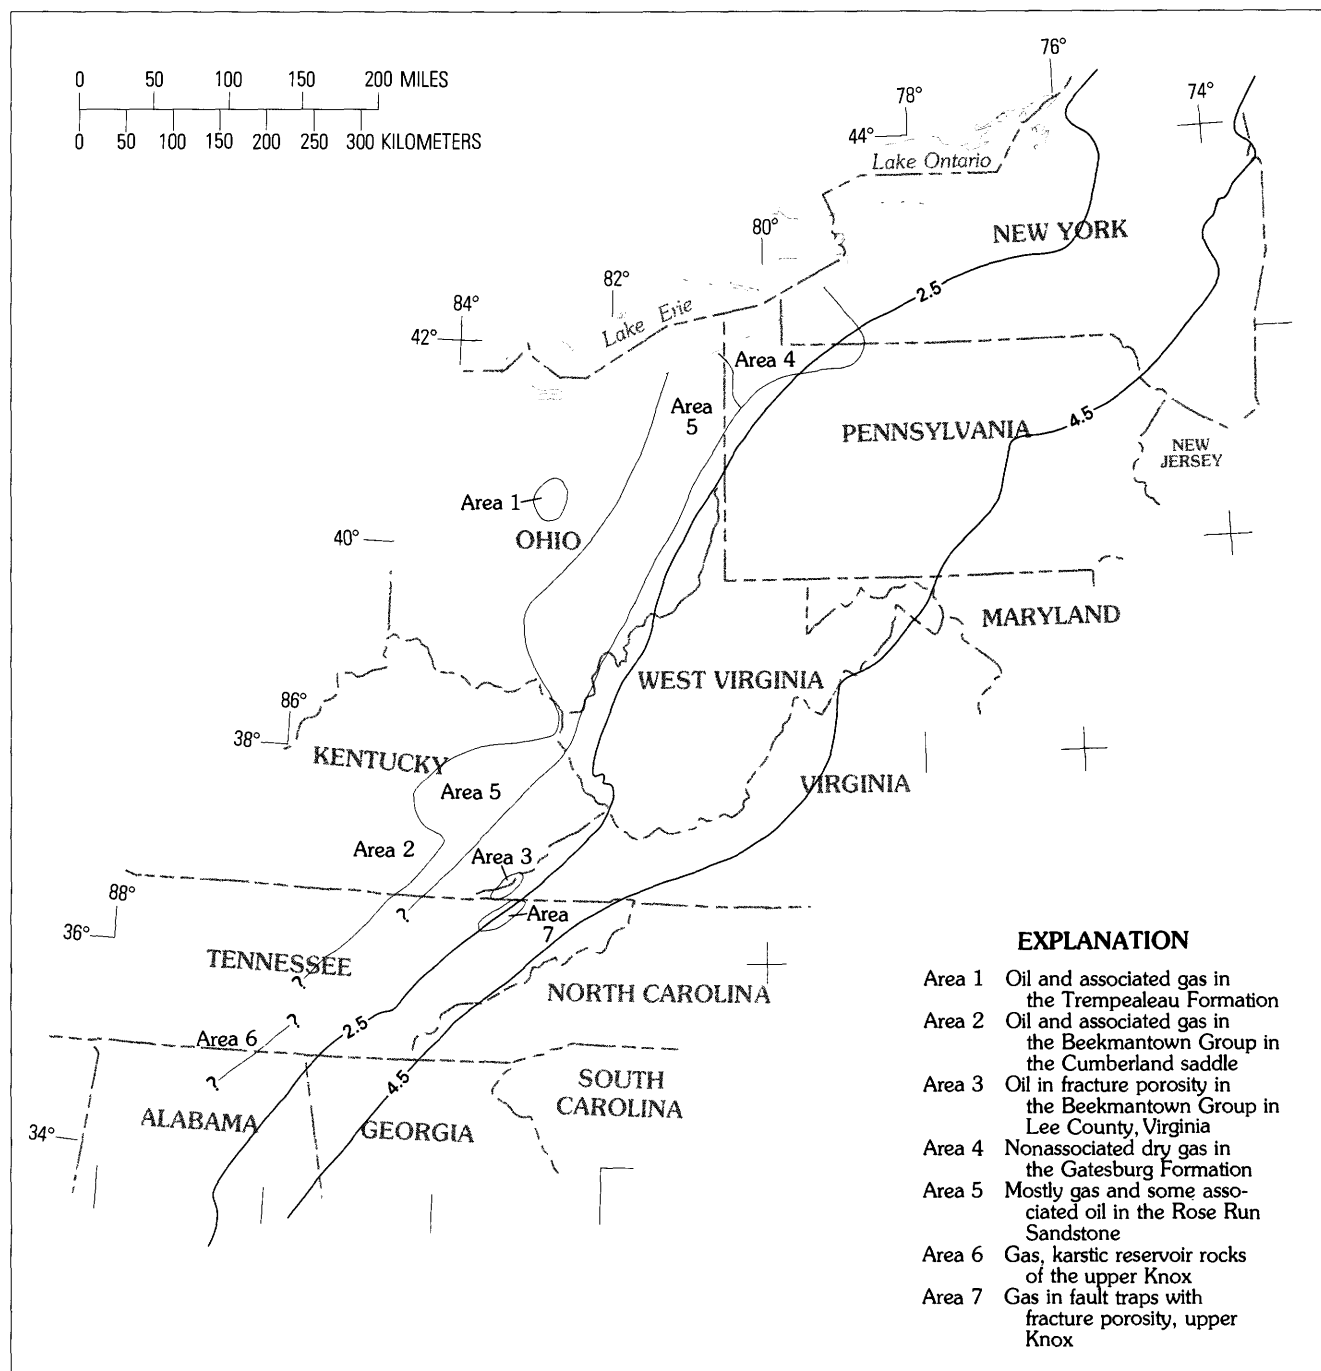 0 50 100 150 200 MILES
0 50 100 150 200 250 300 KILOMETERS
76°
78°
74°
44°
Lake Ontario
NEW YORK
80°
82°
84°
42°
Lake Erie
2.5
Area 4
Area
5
4.5
PENNSYLVANIA
NEW
JERSEY
Area 1
OHIO
40°
MARYLAND
WEST VIRGINIA
86°
38°
KENTUCKY
VIRGINIA
Area 5
Area 2
Area 3
88°
36°
?
Area
7
TENNESSEE
?
NORTH CAROLINA
?
2.5
Area 6
?
4.5
SOUTH
CAROLINA
ALABAMA
GEORGIA
34°
EXPLANATION
Area 1 Oil and associated gas in
the Trempealeau Formation
Area 2 Oil and associated gas in
the Beekmantown Group in
the Cumberland saddle
Area 3 Oil in fracture porosity in
the Beekmantown Group in
Lee County, Virginia
Area 4 Nonassociated dry gas in
the Gatesburg Formation
Area 5 Mostly gas and some asso-
ciated oil in the Rose Run
Sandstone
Area 6 Gas, karstic reservoir rocks
of the upper Knox
Area 7 Gas in fault traps with
fracture porosity, upper
Knox